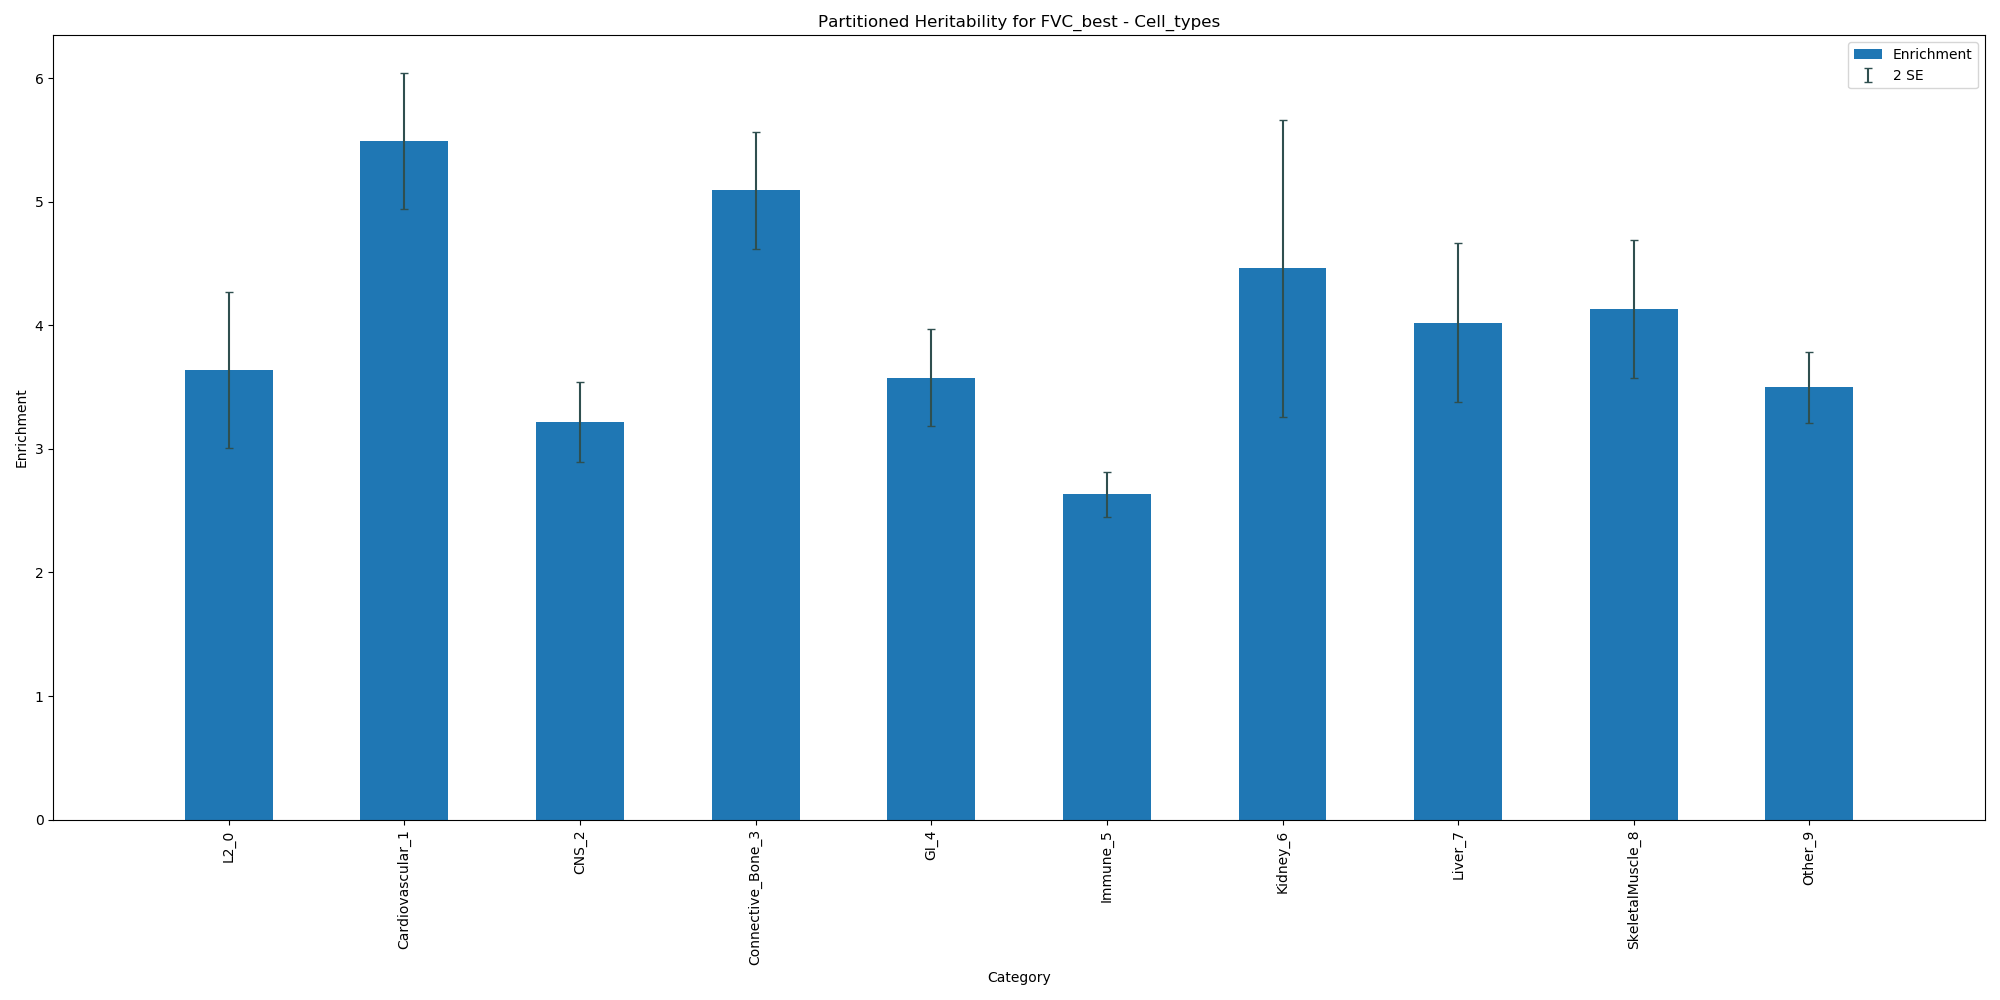 Partitioned Heritability for FVC_best - Cell_types
Enrichment
2 SE
6
5
4
3
2
1
0
Enrichment
L2_0
Cardiovascular_1
CNS_2
Connective_Bone_3
GI_4
Immune_5
Kidney_6
Liver_7
SkeletalMuscle_8
Other_9
Category